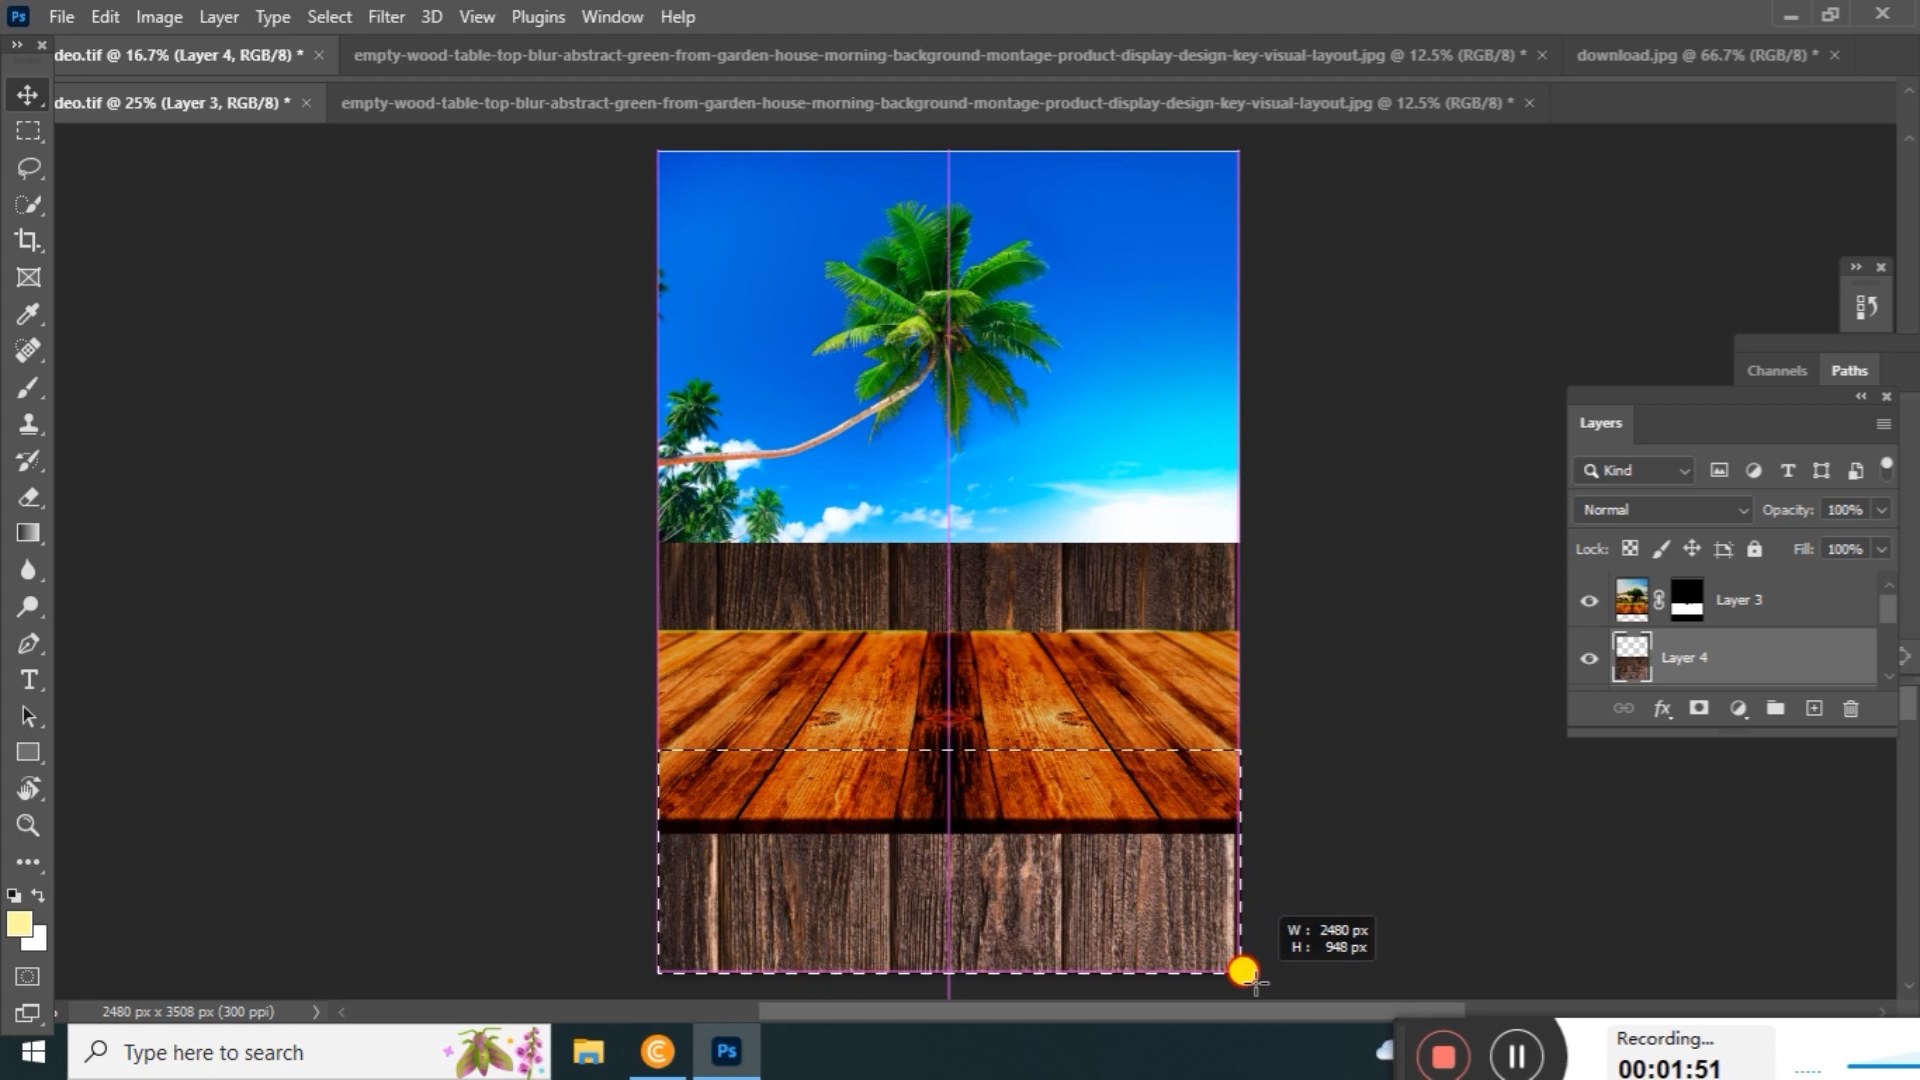 Ps File Edit Image Layer Type Select Filter 3D View Plugins Window Help
deo.tif @ 16.7% (Layer 4, RGB/8) * empty-wood-table-top-blur-abstract-green-from-garden-house-morning-background-montage-product-display-design-key-visual-layout.jpg @ 12.5% (RGB/8) * download.jpg @ 66.7% (RGB/8) *
deo.tif @ 25% (Layer 3, RGB/8) * empty-wood-table-top-blur-abstract-green-from-garden-house-morning-background-montage-product-display-design-key-visual-layout.jpg @ 12.5% (RGB/8) *
Channels Paths
Layers
Kind
Normal Opacity: 100%
Lock: Fill: 100%
Layer 3
Layer 4
W : 2480 px
H : 948 px
2480 px x 3508 px (300 ppi)
Type here to search
Ps
Recording...
00:01:51